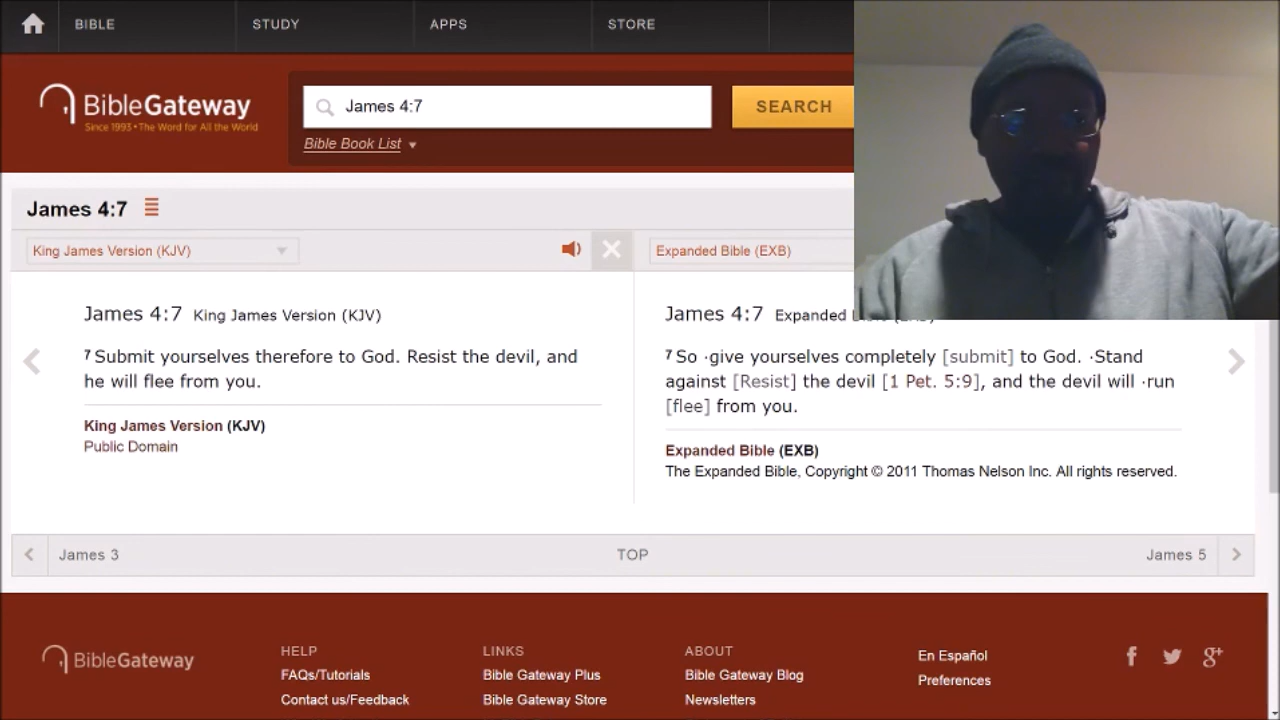 BIBLE STUDY APPS STORE
BibleGateway
Since 1993 • The Word for All the World
James 4:7
SEARCH
Bible Book List
James 4:7
King James Version (KJV)
Expanded Bible (EXB)
James 4:7 King James Version (KJV)
7 Submit yourselves therefore to God. Resist the devil, and
he will flee from you.
King James Version (KJV)
Public Domain
James 4:7 Expanded
7 So ·give yourselves completely [submit] to God. ·Stand
against [Resist] the devil [1 Pet. 5:9], and the devil will ·run
[flee] from you.
Expanded Bible (EXB)
The Expanded Bible, Copyright © 2011 Thomas Nelson Inc. All rights reserved.
James 3 TOP James 5
BibleGateway
HELP
FAQs/Tutorials
Contact us/Feedback
LINKS
Bible Gateway Plus
Bible Gateway Store
ABOUT
Bible Gateway Blog
Newsletters
En Español
Preferences